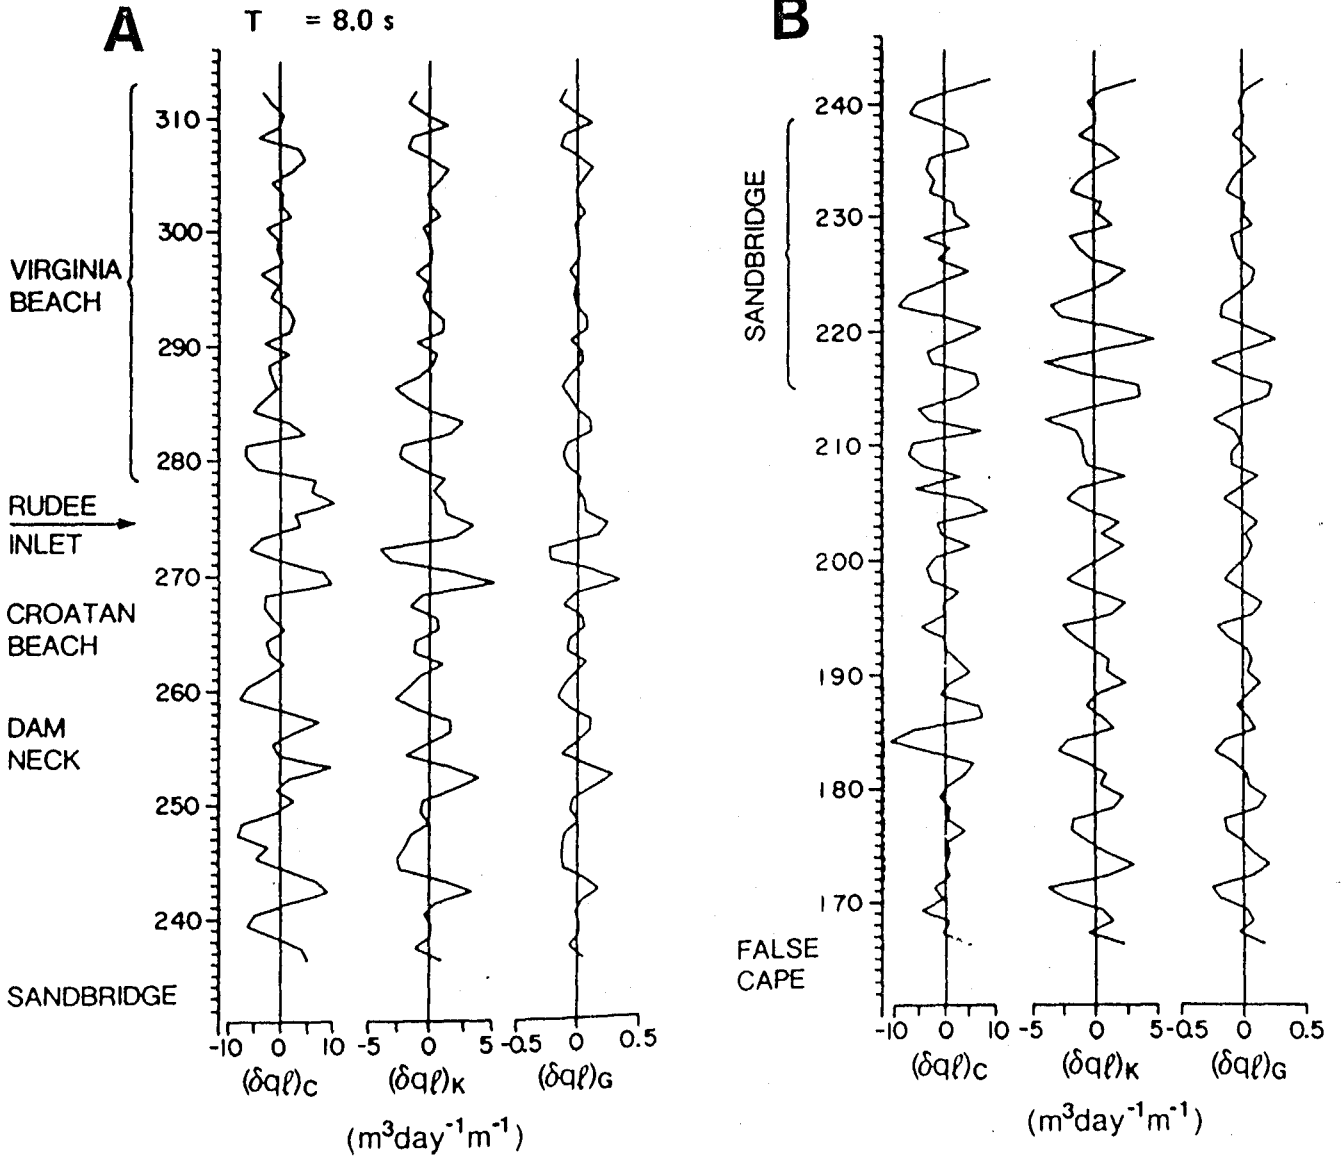 A
T = 8.0 s
310
300
290
280
270
260
250
240
VIRGINIA
BEACH
RUDEE
INLET
CROATAN
BEACH
DAM
NECK
SANDBRIDGE
-10 0 10 -5 0 5 -0.5 0 0.5
(δqℓ)C (δqℓ)K (δqℓ)G
(m³day⁻¹m⁻¹)
B
240
230
220
210
200
190
180
170
SANDBRIDGE
FALSE
CAPE
-10 0 10 -5 0 5 -0.5 0 0.5
(δqℓ)C (δqℓ)K (δqℓ)G
(m³day⁻¹m⁻¹)